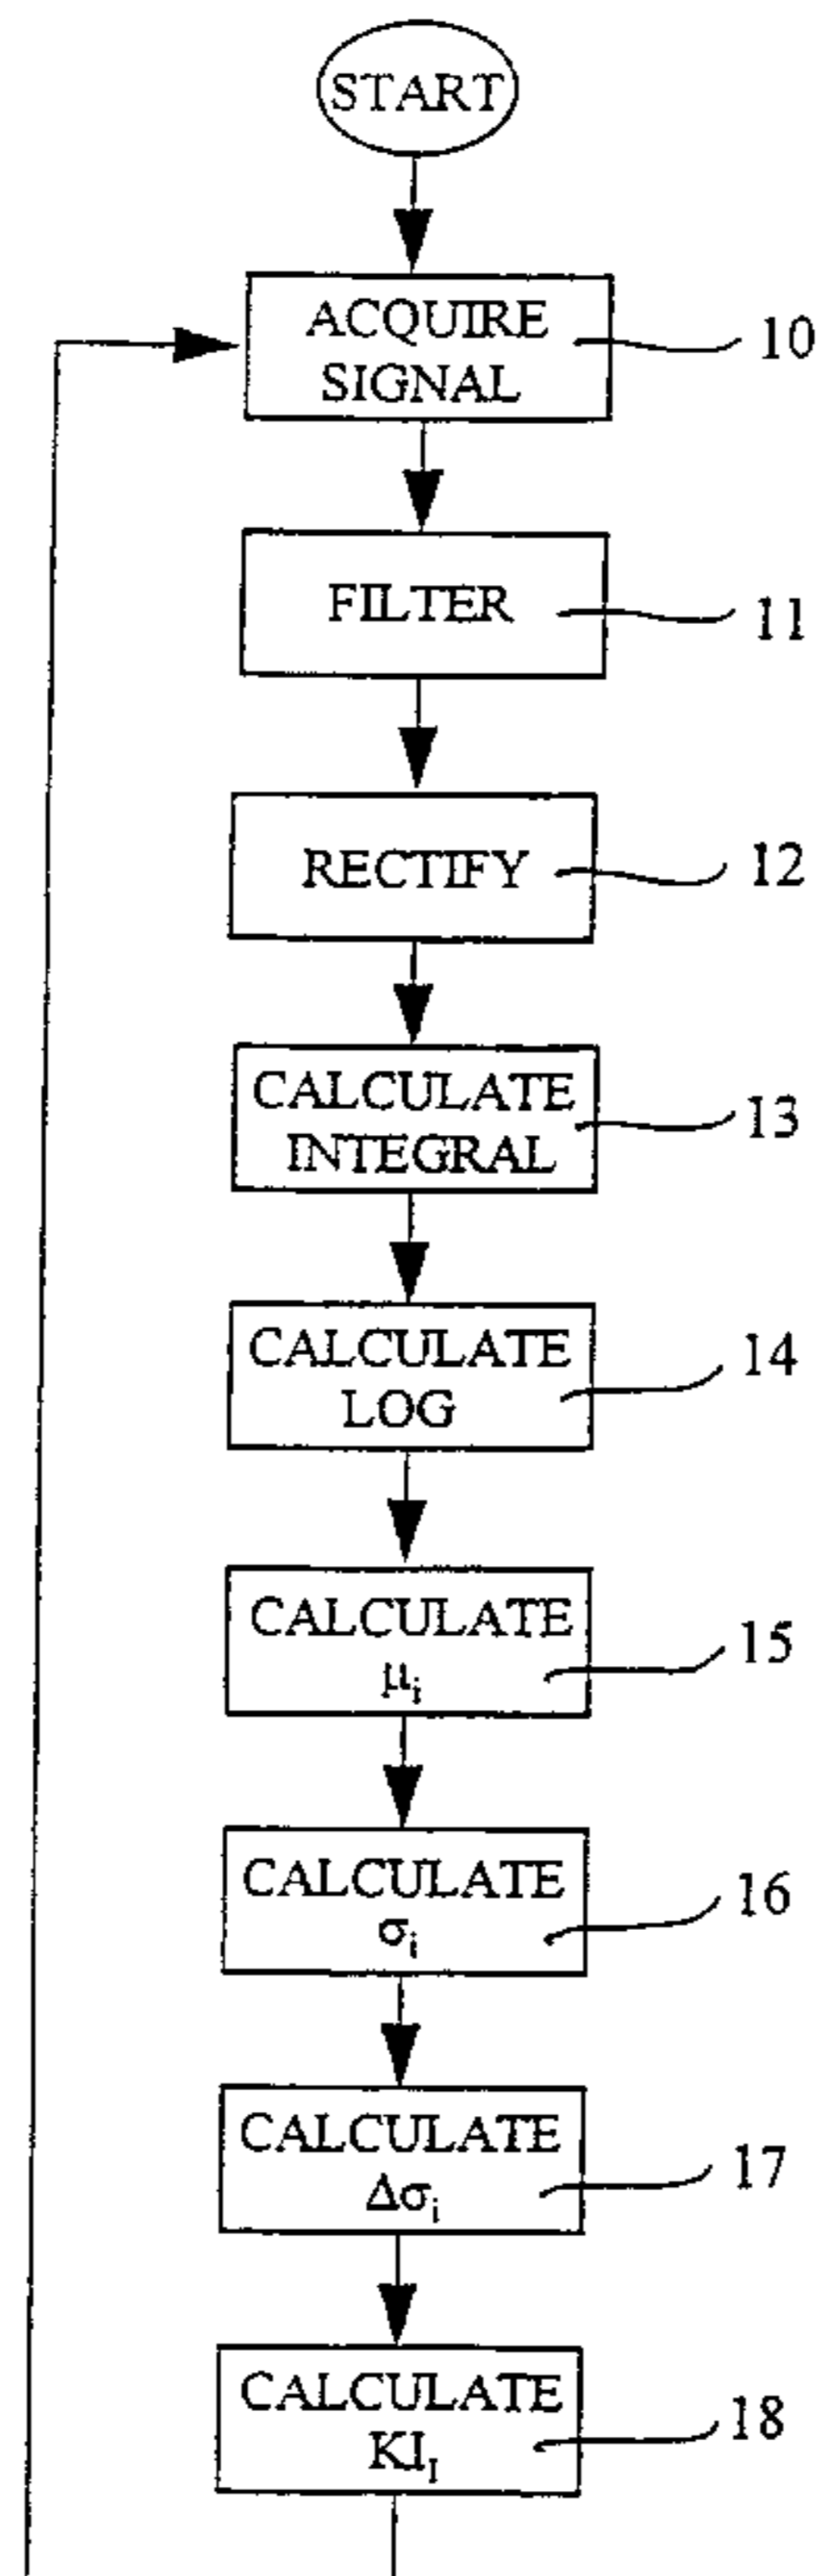 START
ACQUIRE
SIGNAL
10
FILTER
11
RECTIFY
12
CALCULATE
INTEGRAL
13
CALCULATE
LOG
14
CALCULATE
μi
15
CALCULATE
σi
16
CALCULATE
Δσi
17
CALCULATE
KII
18